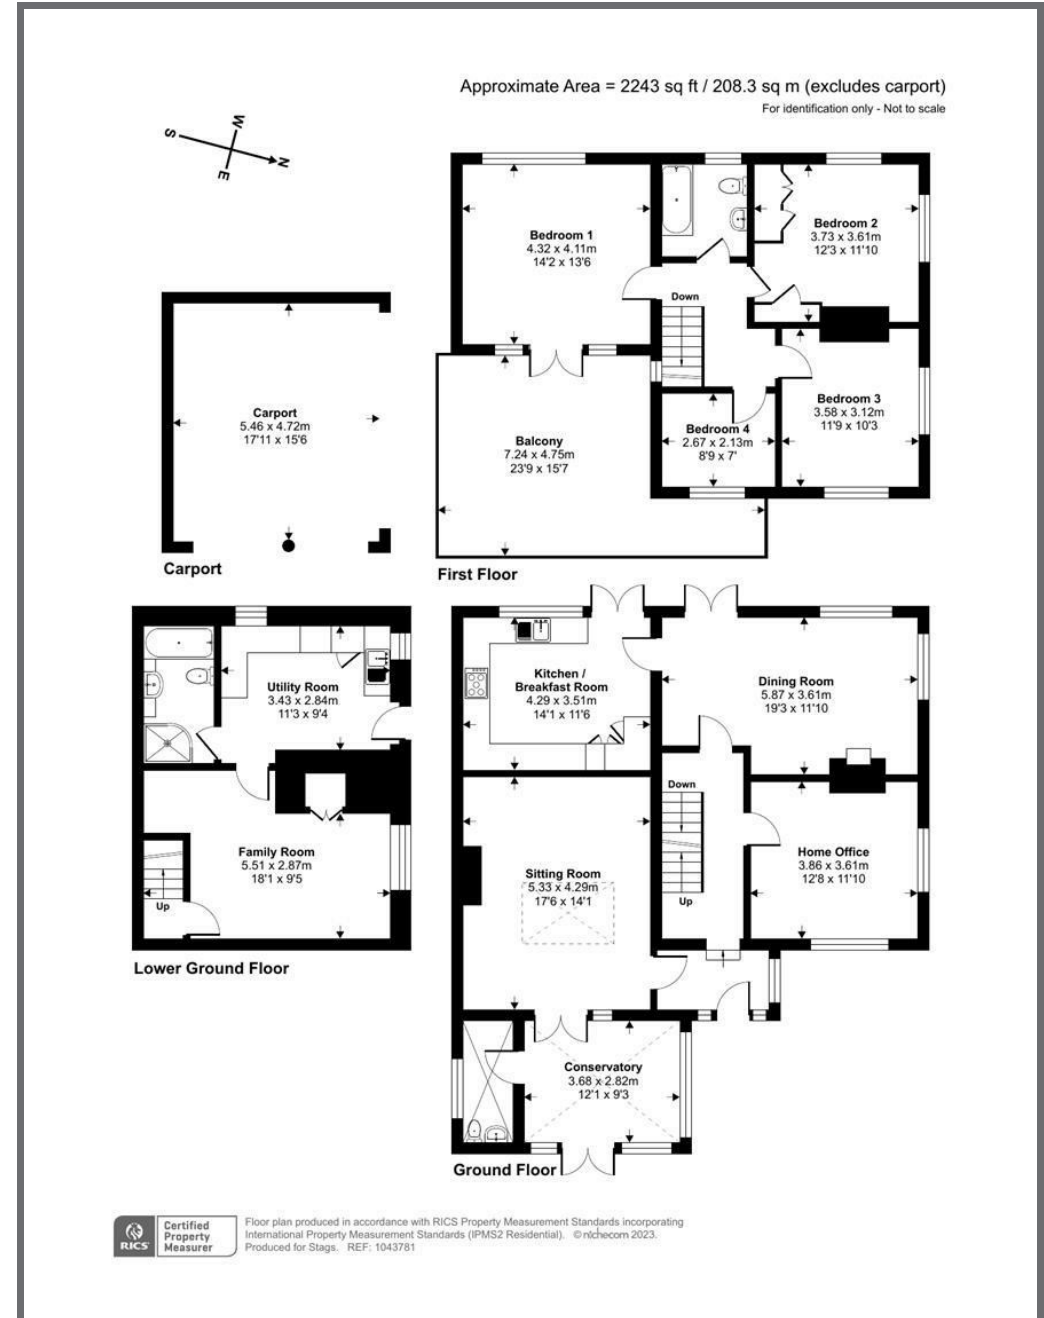 Approximate Area = 2243 sq ft / 208.3 sq m (excludes carport)
For identification only - Not to scale
S
W
N
E
Bedroom 1
4.32 x 4.11m
14'2 x 13'6
Down
Bedroom 2
3.73 x 3.61m
12'3 x 11'10
Carport
5.46 x 4.72m
17'11 x 15'6
Balcony
7.24 x 4.75m
23'9 x 15'7
Bedroom 4
2.67 x 2.13m
8'9 x 7'
Bedroom 3
3.58 x 3.12m
11'9 x 10'3
Carport
First Floor
Utility Room
3.43 x 2.84m
11'3 x 9'4
Family Room
5.51 x 2.87m
18'1 x 9'5
Up
Lower Ground Floor
Kitchen /
Breakfast Room
4.29 x 3.51m
14'1 x 11'6
Dining Room
5.87 x 3.61m
19'3 x 11'10
Down
Up
Sitting Room
5.33 x 4.29m
17'6 x 14'1
Home Office
3.86 x 3.61m
12'8 x 11'10
Conservatory
3.68 x 2.82m
12'1 x 9'3
Ground Floor
RICS
Certified
Property
Measurer
Floor plan produced in accordance with RICS Property Measurement Standards incorporating
International Property Measurement Standards (IPMS2 Residential). © nichecom 2023.
Produced for Stags. REF: 1043781